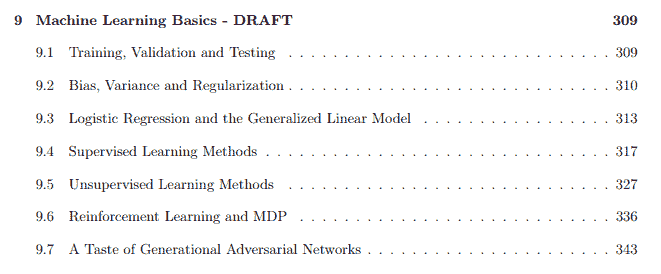 9 Machine Learning Basics - DRAFT 309
9.1 Training, Validation and Testing . . . . . . . . . . . . . . . . . . . . . . . . . . . . 309
9.2 Bias, Variance and Regularization . . . . . . . . . . . . . . . . . . . . . . . . . . . . 310
9.3 Logistic Regression and the Generalized Linear Model . . . . . . . . . . . . . . . . 313
9.4 Supervised Learning Methods . . . . . . . . . . . . . . . . . . . . . . . . . . . . . . 317
9.5 Unsupervised Learning Methods . . . . . . . . . . . . . . . . . . . . . . . . . . . . 327
9.6 Reinforcement Learning and MDP . . . . . . . . . . . . . . . . . . . . . . . . . . . 336
9.7 A Taste of Generational Adversarial Networks . . . . . . . . . . . . . . . . . . . . . 343